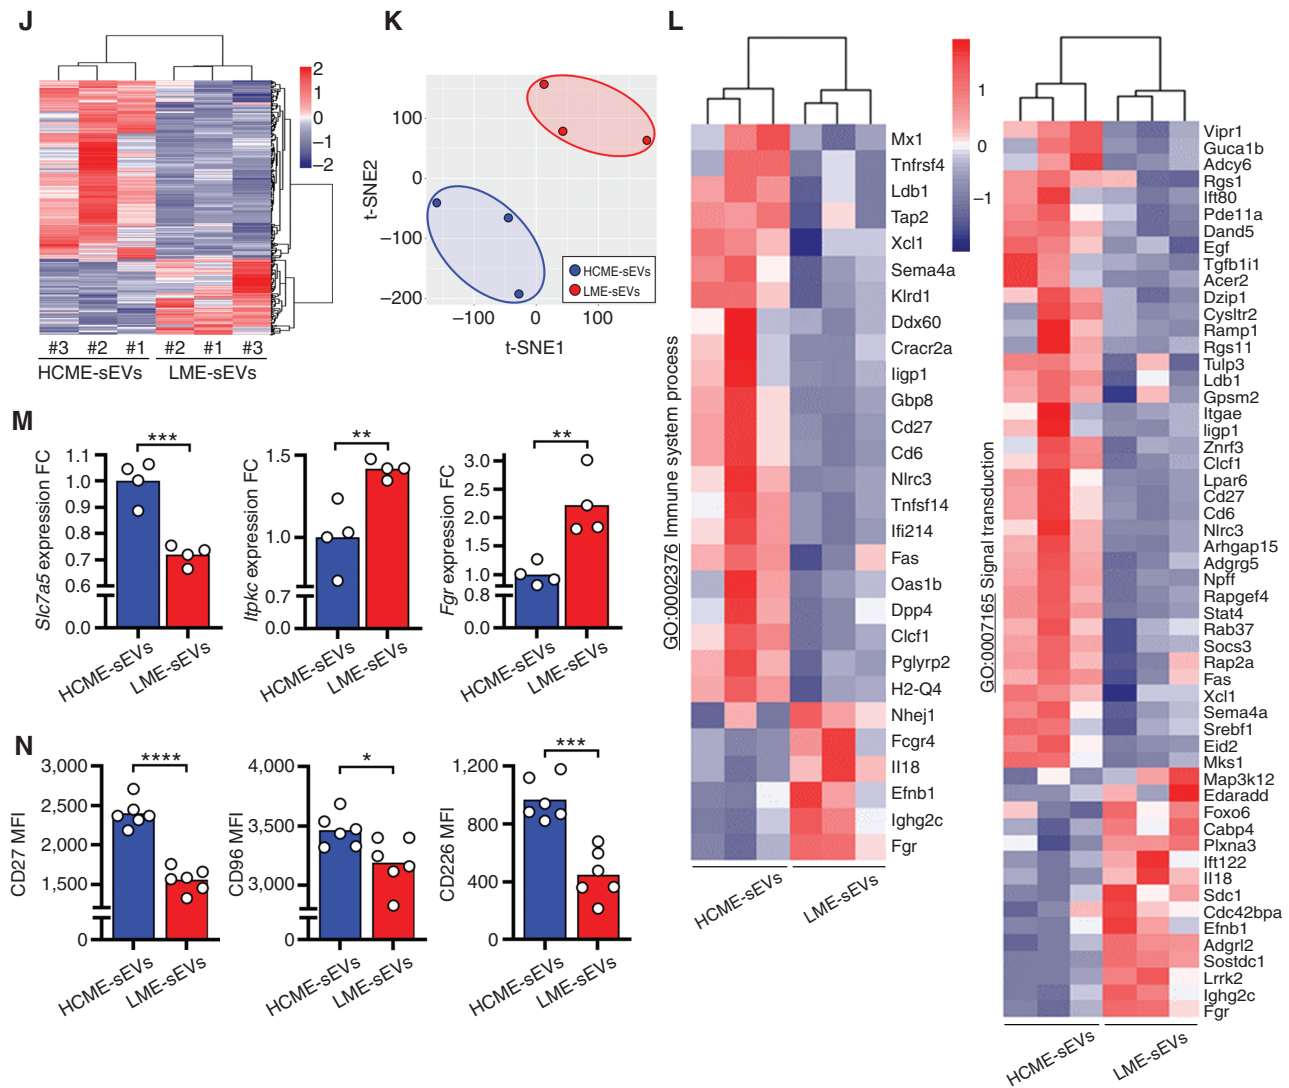 J
2
1
0
−1
−2
#3 #2 #1 #2 #1 #3
HCME-sEVs LME-sEVs
K
t-SNE2
100
0
−100
−200
−100 0 100
t-SNE1
HCME-sEVs
LME-sEVs
L
1
0
−1
GO:0002376 Immune system process
Mx1
Tnfrsf4
Ldb1
Tap2
Xcl1
Sema4a
Klrd1
Ddx60
Cracr2a
Iigp1
Gbp8
Cd27
Cd6
Nlrc3
Tnfsf14
Ifi214
Fas
Oas1b
Dpp4
Clcf1
Pglyrp2
H2-Q4
Nhej1
Fcgr4
Il18
Efnb1
Ighg2c
Fgr
HCME-sEVs LME-sEVs
GO:0007165 Signal transduction
Vipr1
Guca1b
Adcy6
Rgs1
Ift80
Pde11a
Dand5
Egf
Tgfb1i1
Acer2
Dzip1
Cysltr2
Ramp1
Rgs11
Tulp3
Ldb1
Gpsm2
Itgae
Iigp1
Znrf3
Clcf1
Lpar6
Cd27
Cd6
Nlrc3
Arhgap15
Adgrg5
Npff
Rapgef4
Stat4
Rab37
Socs3
Rap2a
Fas
Xcl1
Sema4a
Srebf1
Eid2
Mks1
Map3k12
Edaradd
Foxo6
Cabp4
Plxna3
Ift122
Il18
Sdc1
Cdc42bpa
Efnb1
Adgrl2
Sostdc1
Lrrk2
Ighg2c
Fgr
HCME-sEVs LME-sEVs
M
Slc7a5 expression FC
***
1.1
1.0
0.9
0.8
0.7
0.6
0.0
HCME-sEVs LME-sEVs
Itpkc expression FC
**
1.5
1.0
0.7
0.0
HCME-sEVs LME-sEVs
Fgr expression FC
**
3.0
2.5
2.0
1.5
1.0
0.8
0.0
HCME-sEVs LME-sEVs
N
CD27 MFI
****
3,000
2,500
2,000
1,500
0
HCME-sEVs LME-sEVs
CD96 MFI
*
4,000
3,500
3,000
0
HCME-sEVs LME-sEVs
CD226 MFI
***
1,200
800
400
0
HCME-sEVs LME-sEVs